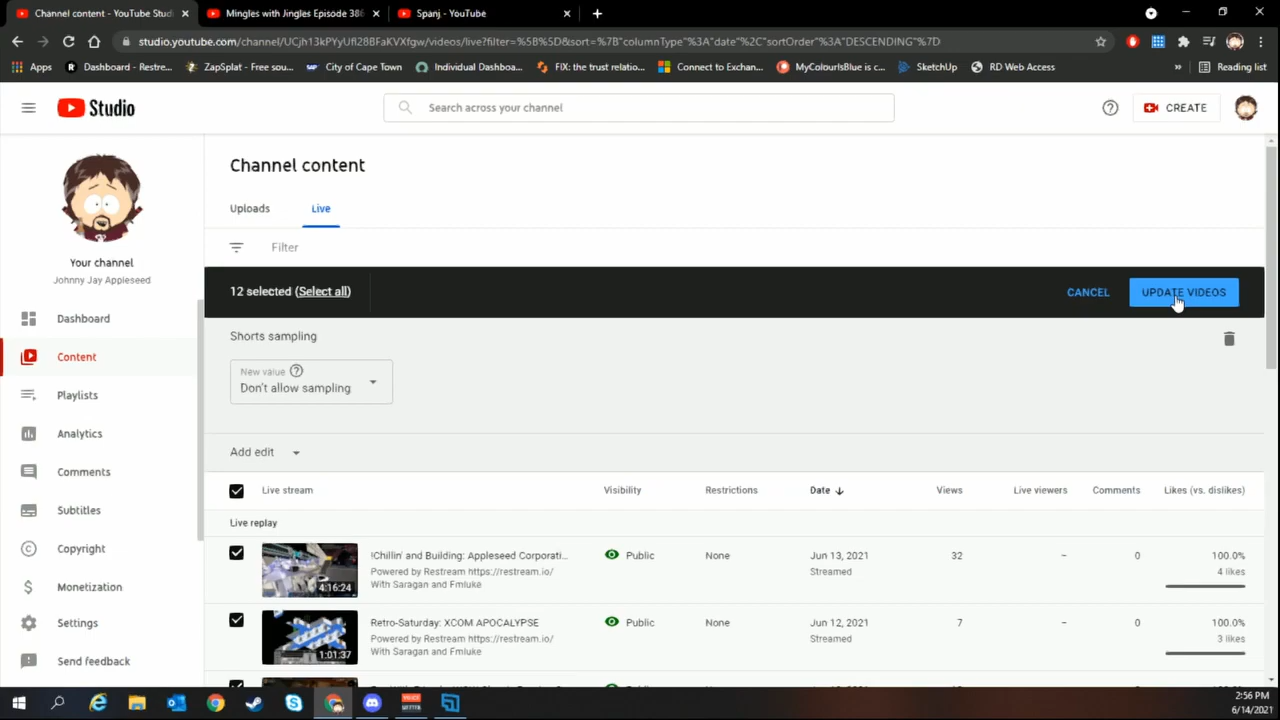 Content - YouTube Studi
Mingles with Jingles Episode 386
Spanj - YouTube
studio.youtube.com/channel/UCjh13kPYyUfl28BFaKVXfgw/videos/live?filter=%5B%5D&sort=%7B"columnType"%3A"date"%2C"sortOrder"%3A"DESCENDING"%7D
Apps
Dashboard - Restre...
ZapSplat - Free sou...
City of Cape Town
Individual Dashboa...
FIX: the trust relatio...
Connect to Exchan...
MyColourIsBlue is c...
SketchUp
RD Web Access
»
Reading list
Studio
Search across your channel
CREATE
Your channel
Johnny Jay Appleseed
Dashboard
Content
Playlists
Analytics
Comments
Subtitles
Copyright
Monetization
Settings
Send feedback
Channel content
Uploads
Live
Filter
12 selected (Select all)
CANCEL
UPDATE VIDEOS
Shorts sampling
New value
Don't allow sampling
Add edit
Live stream
Visibility
Restrictions
Date
Views
Live viewers
Comments
Likes (vs. dislikes)
Live replay
4:16:24
!Chillin' and Building: Appleseed Corporati...
Powered by Restream https://restream.io/
With Saragan and Fmluke
Public
None
Jun 13, 2021
Streamed
32
–
0
100.0%
4 likes
1:01:37
Retro-Saturday: XCOM APOCALYPSE
Powered by Restream https://restream.io/
With Saragan and Fmluke
Public
None
Jun 12, 2021
Streamed
7
–
0
100.0%
3 likes
2:56 PM
6/14/2021